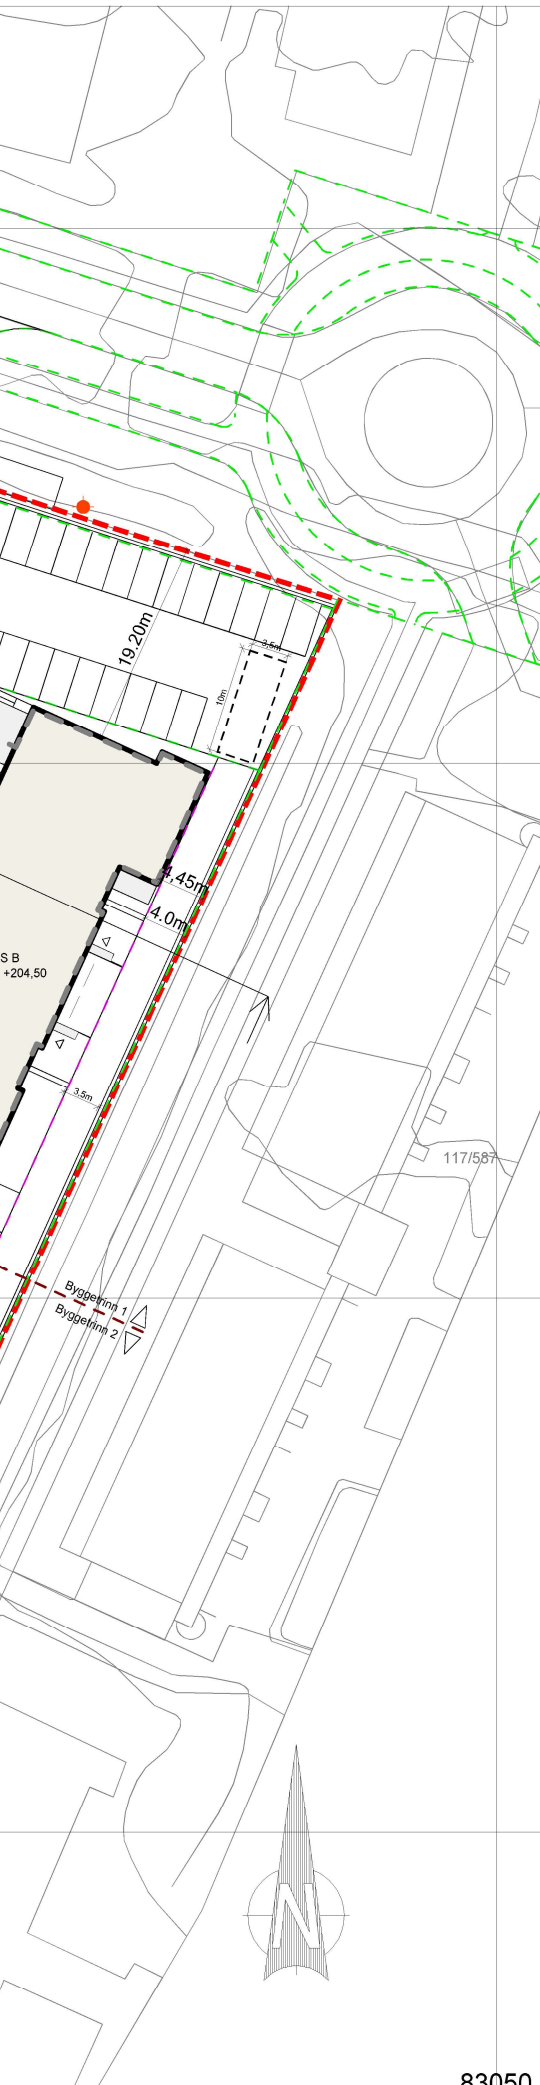 19.20m
3,5m
10m
4,45m
4.0m
S B
+204,50
3,5m
117/587
Byggetrinn 1
Byggetrinn 2
N
83050